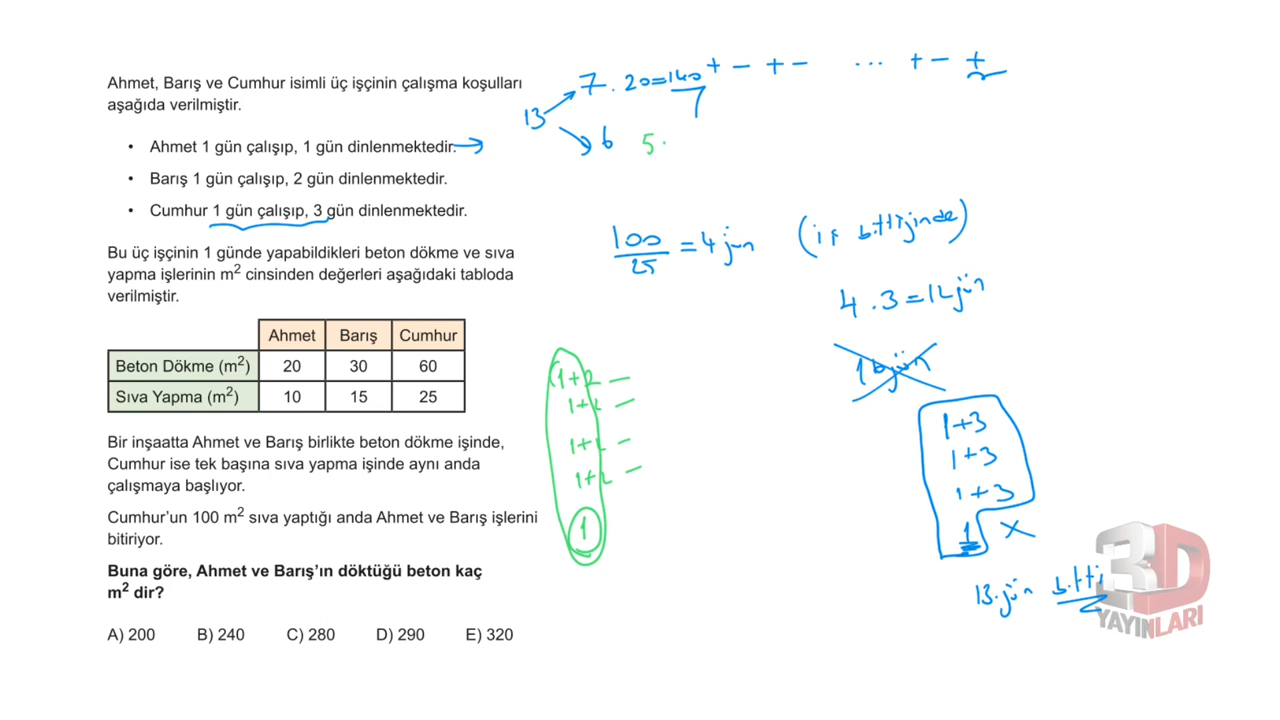 Ahmet, Barış ve Cumhur isimli üç işçinin çalışma koşulları
aşağıda verilmiştir.
• Ahmet 1 gün çalışıp, 1 gün dinlenmektedir.
• Barış 1 gün çalışıp, 2 gün dinlenmektedir.
• Cumhur 1 gün çalışıp, 3 gün dinlenmektedir.
Bu üç işçinin 1 günde yapabildikleri beton dökme ve sıva
yapma işlerinin m² cinsinden değerleri aşağıdaki tabloda
verilmiştir.
Ahmet Barış Cumhur
Beton Dökme (m²) 20 30 60
Sıva Yapma (m²) 10 15 25
Bir inşaatta Ahmet ve Barış birlikte beton dökme işinde,
Cumhur ise tek başına sıva yapma işinde aynı anda
çalışmaya başlıyor.
Cumhur'un 100 m² sıva yaptığı anda Ahmet ve Barış işlerini
bitiriyor.
Buna göre, Ahmet ve Barış'ın döktüğü beton kaç
m² dir?
A) 200 B) 240 C) 280 D) 290 E) 320
13 7 . 20 = 140 + - + - ... + - +
6 5 .
100/25 = 4 gün (iş bittiğinde)
4 . 3 = 12 gün
16 gün
1+3
1+3
1+3
1 x
13. gün bitti
1+2 -
1+2 -
1+2 -
1+2 -
1
3D
YAYINLARI